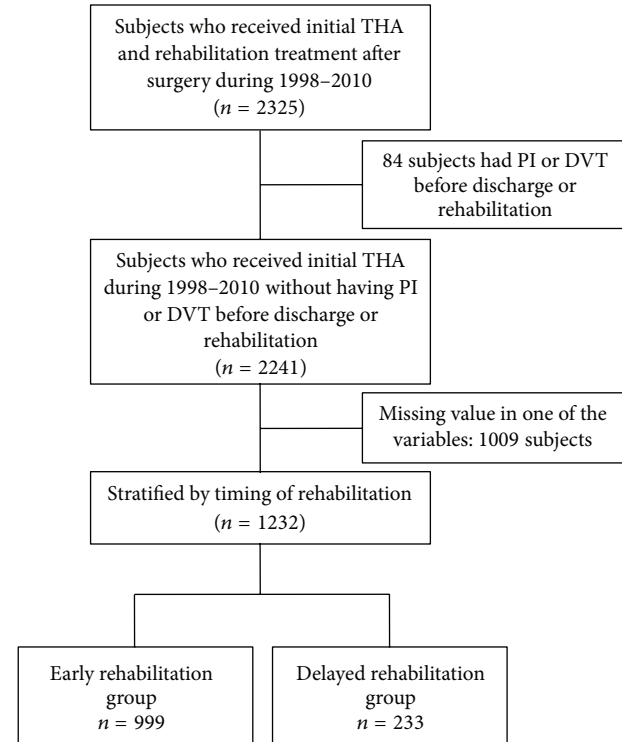 Subjects who received initial THA
and rehabilitation treatment after
surgery during 1998–2010
(n = 2325)
84 subjects had PI or DVT
before discharge or
rehabilitation
Subjects who received initial THA
during 1998–2010 without having PI
or DVT before discharge or
rehabilitation
(n = 2241)
Missing value in one of the
variables: 1009 subjects
Stratified by timing of rehabilitation
(n = 1232)
Early rehabilitation
group
n = 999
Delayed rehabilitation
group
n = 233